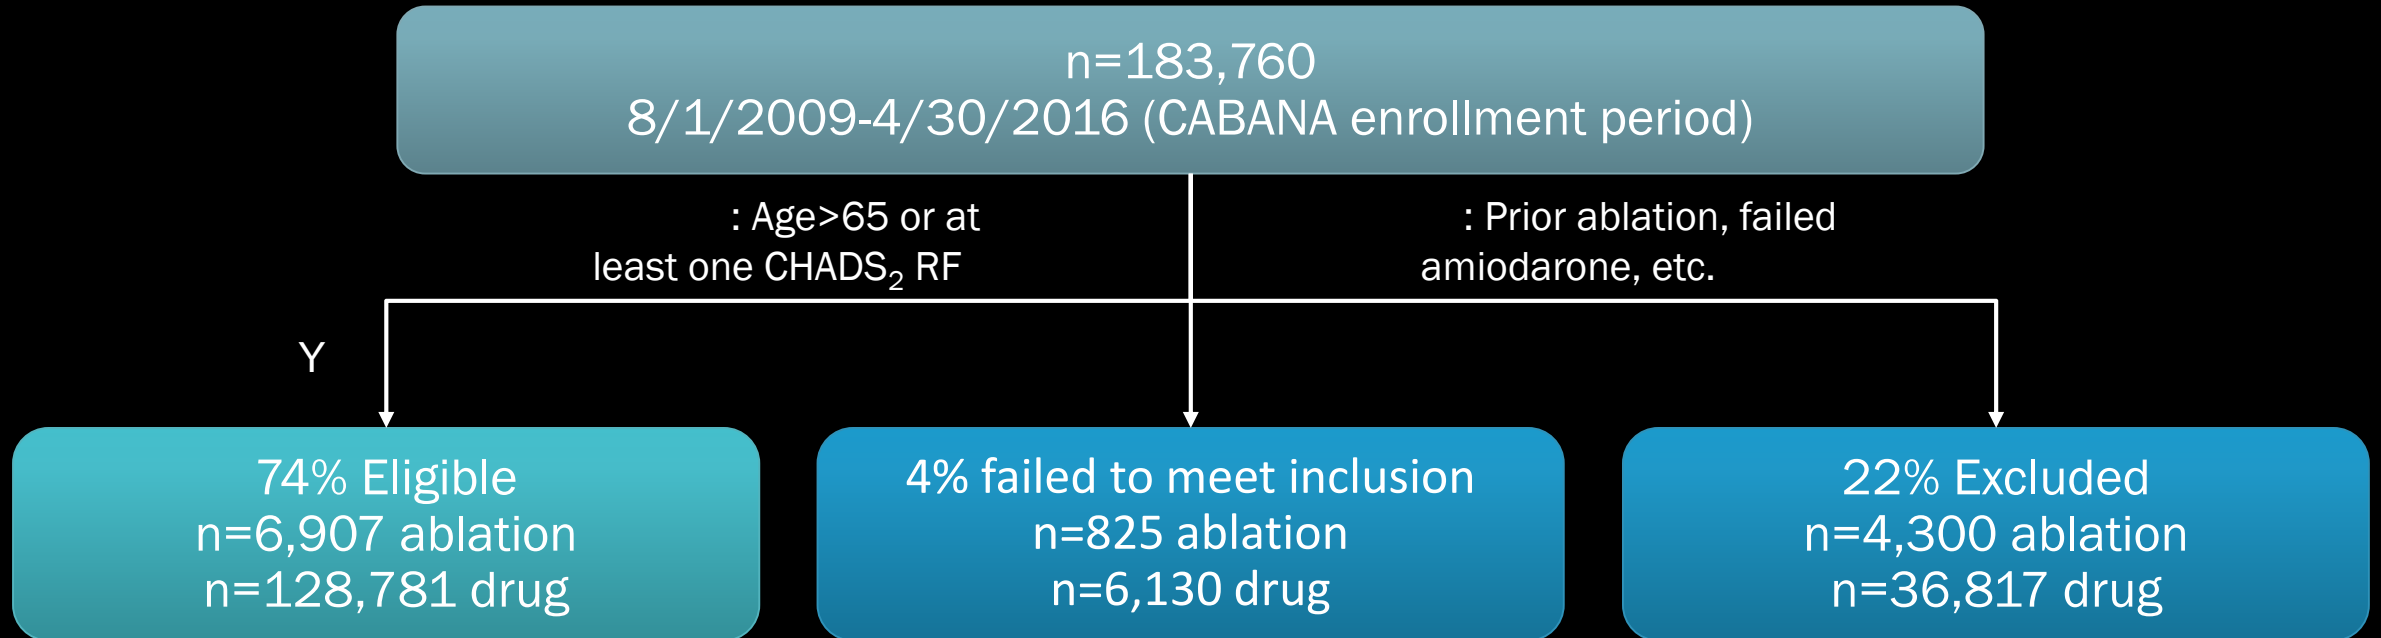 n=183,760
8/1/2009-4/30/2016 (CABANA enrollment period)
: Age>65 or at
least one CHADS₂ RF
: Prior ablation, failed
amiodarone, etc.
Y
74% Eligible
n=6,907 ablation
n=128,781 drug
4% failed to meet inclusion
n=825 ablation
n=6,130 drug
22% Excluded
n=4,300 ablation
n=36,817 drug